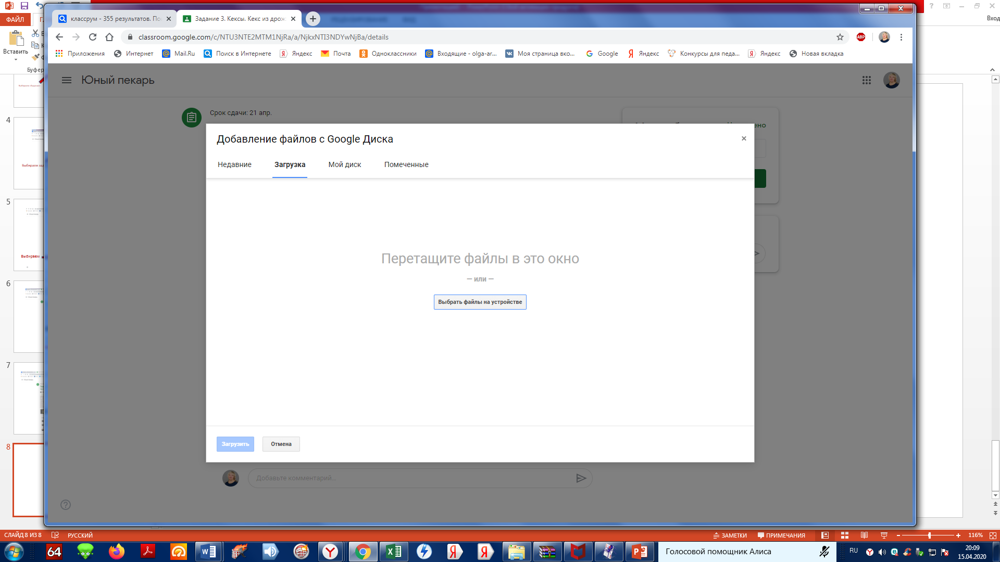 ФАЙЛ
Вход
Вставить
Буфер
классрум - 355 результатов. По
Задание 3. Кексы. Кекс из дрож
classroom.google.com/c/NTU3NTE2MTM1NjRa/a/NjkxNTI3NDYwNjBa/details
ABP
Приложения Интернет Mail.Ru Поиск в Интернете Яндекс Почта Одноклассники Входящие - olga-ar... Моя страница вко... Google Яндекс Конкурсы для педа... Яндекс Новая вкладка
Юный пекарь
Срок сдачи: 21 апр.
Добавление файлов с Google Диска
Недавние Загрузка Мой диск Помеченные
Перетащите файлы в это окно
— или —
Выбрать файлы на устройстве
Загрузить Отмена
Добавьте комментарий...
4
5
Выбираем
6
7
8
СЛАЙД 8 ИЗ 8 РУССКИЙ ЗАМЕТКИ ПРИМЕЧАНИЯ 116%
64
Голосовой помощник Алиса
RU
20:09
15.04.2020